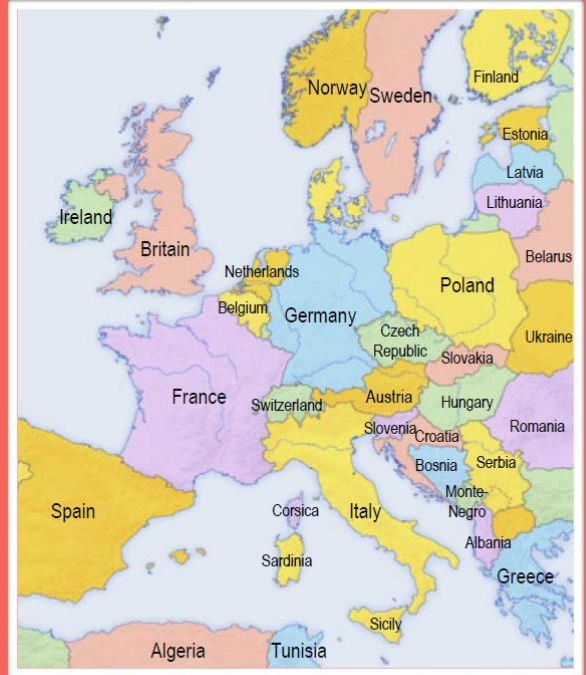 Norway
Sweden
Finland
Estonia
Latvia
Lithuania
Ireland
Britain
Belarus
Netherlands
Poland
Belgium
Germany
Czech
Republic
Ukraine
Slovakia
France
Switzerland
Austria
Hungary
Slovenia
Croatia
Romania
Bosnia
Serbia
Monte-
Negro
Spain
Corsica
Italy
Albania
Sardinia
Greece
Sicily
Algeria
Tunisia